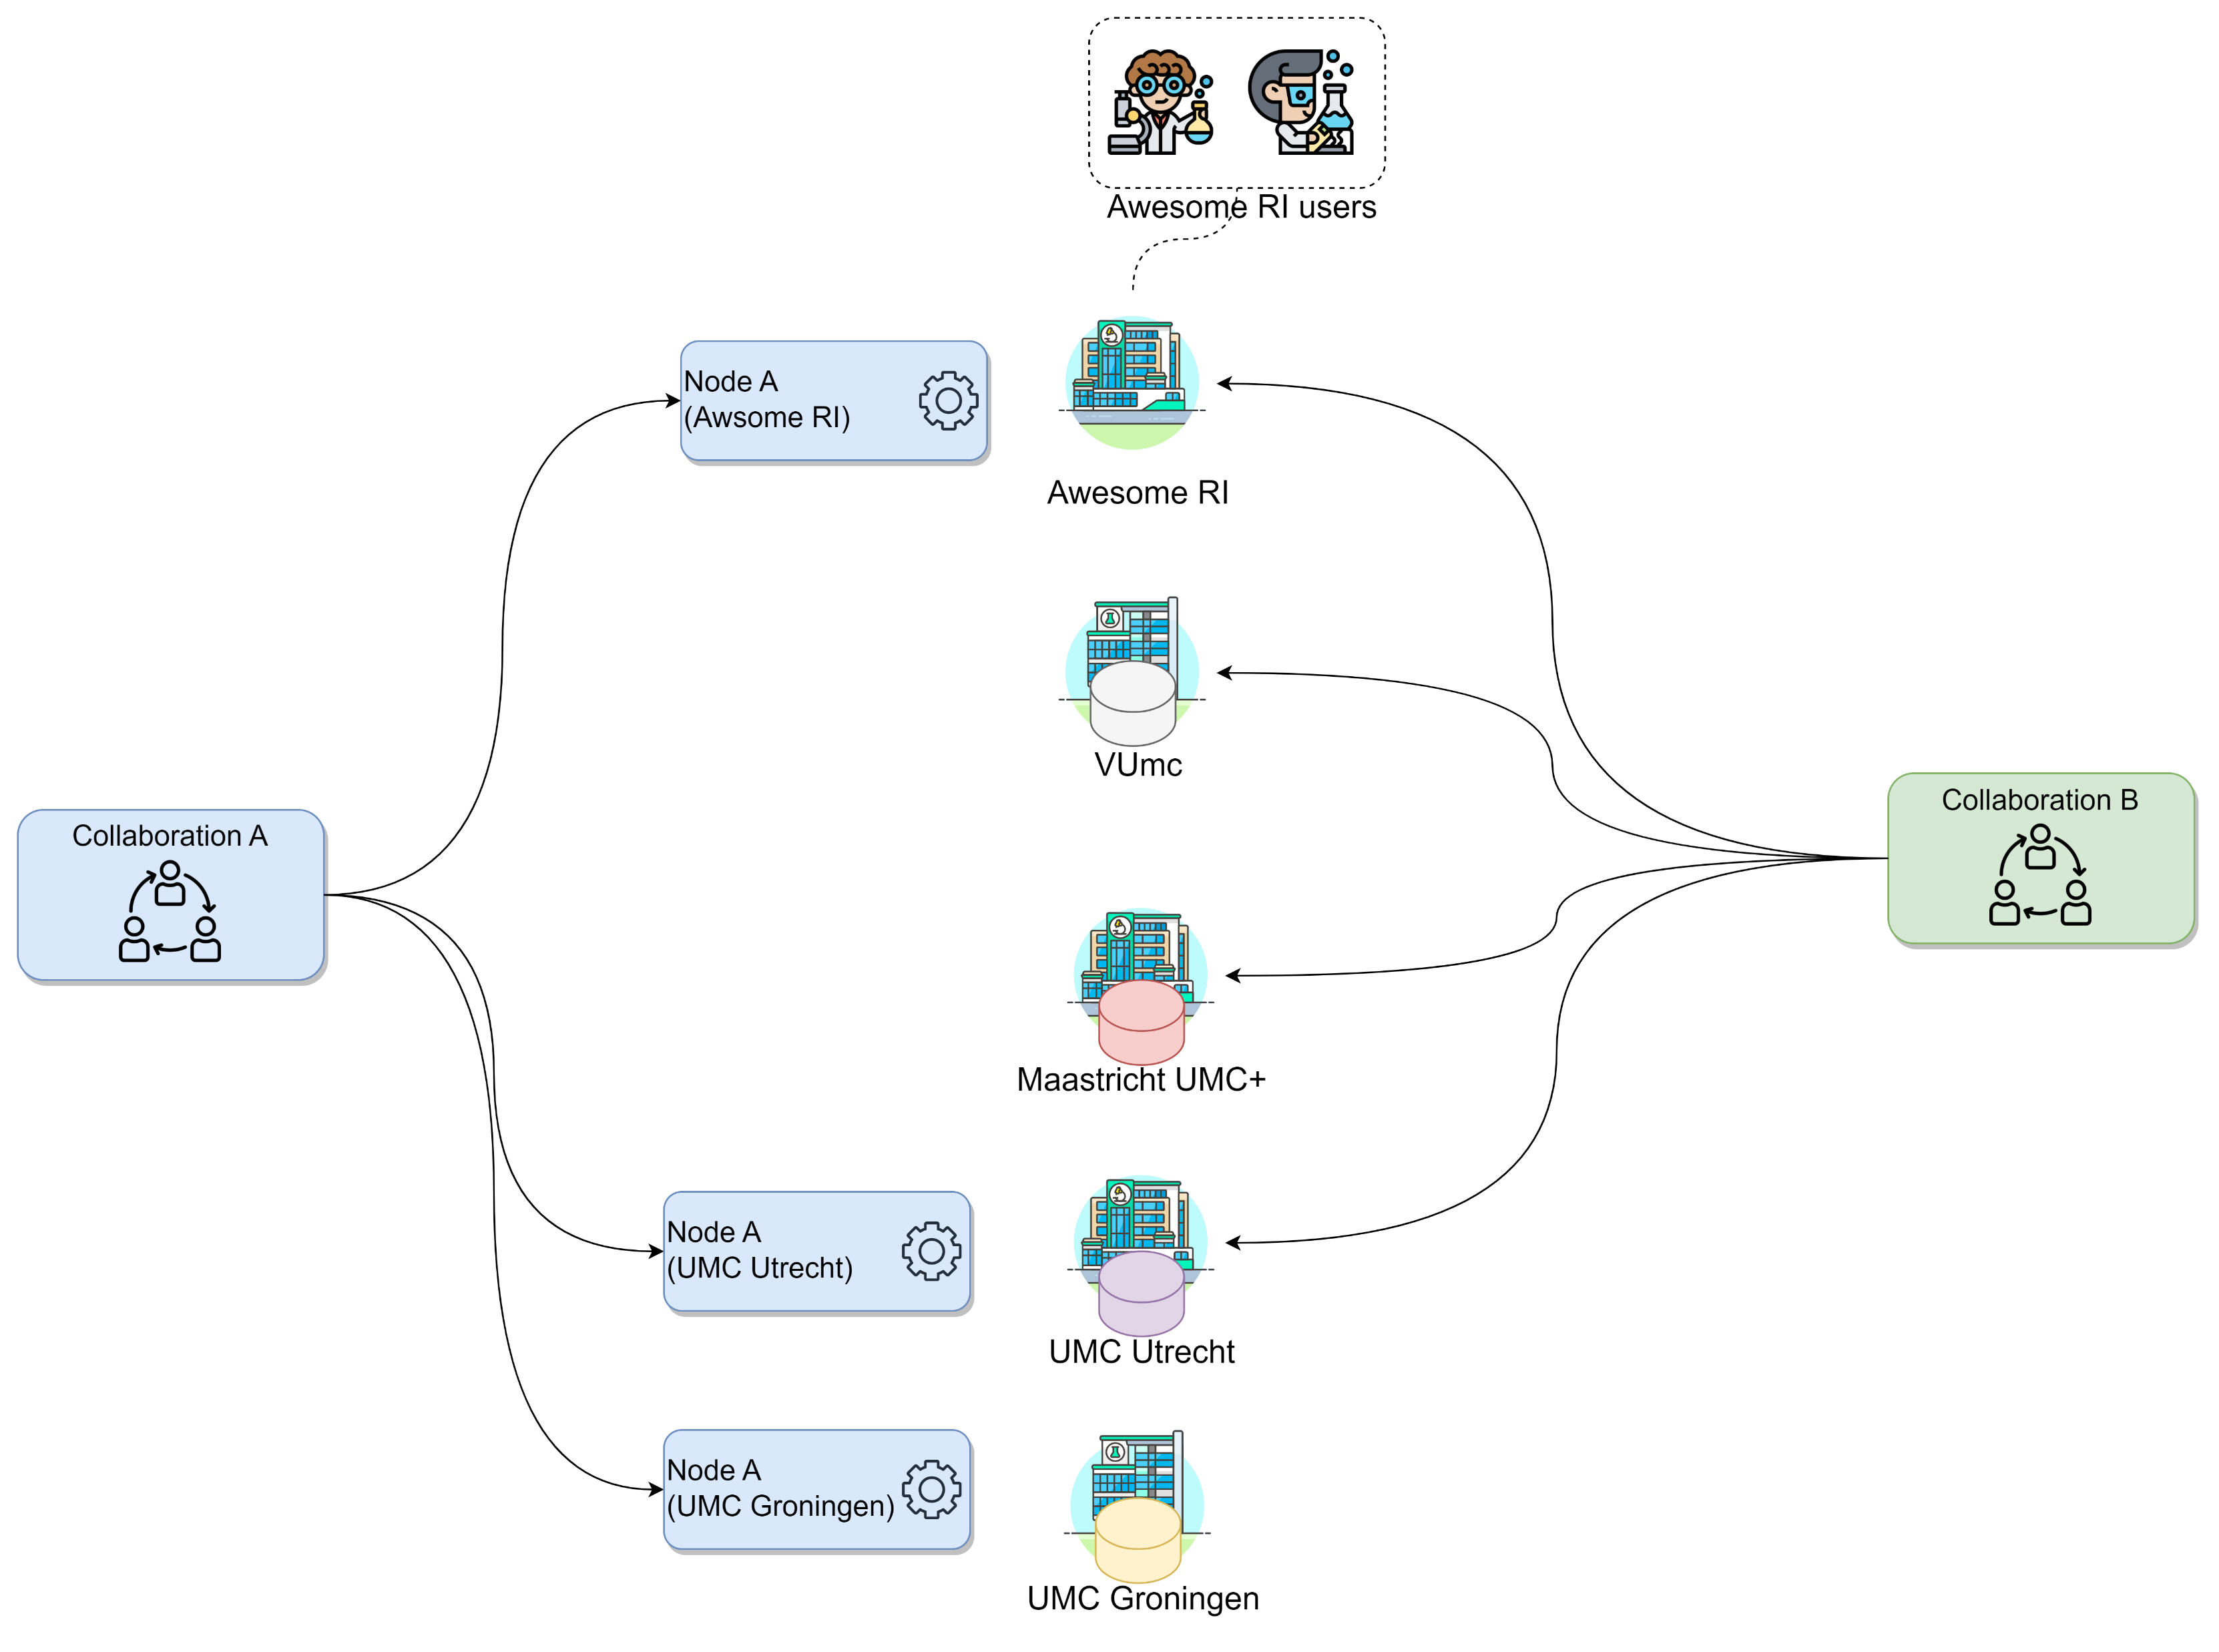 Awesome RI users
Node A
(Awsome RI)
Awesome RI
VUmc
Collaboration B
Collaboration A
Maastricht UMC+
Node A
(UMC Utrecht)
UMC Utrecht
Node A
(UMC Groningen)
UMC Groningen